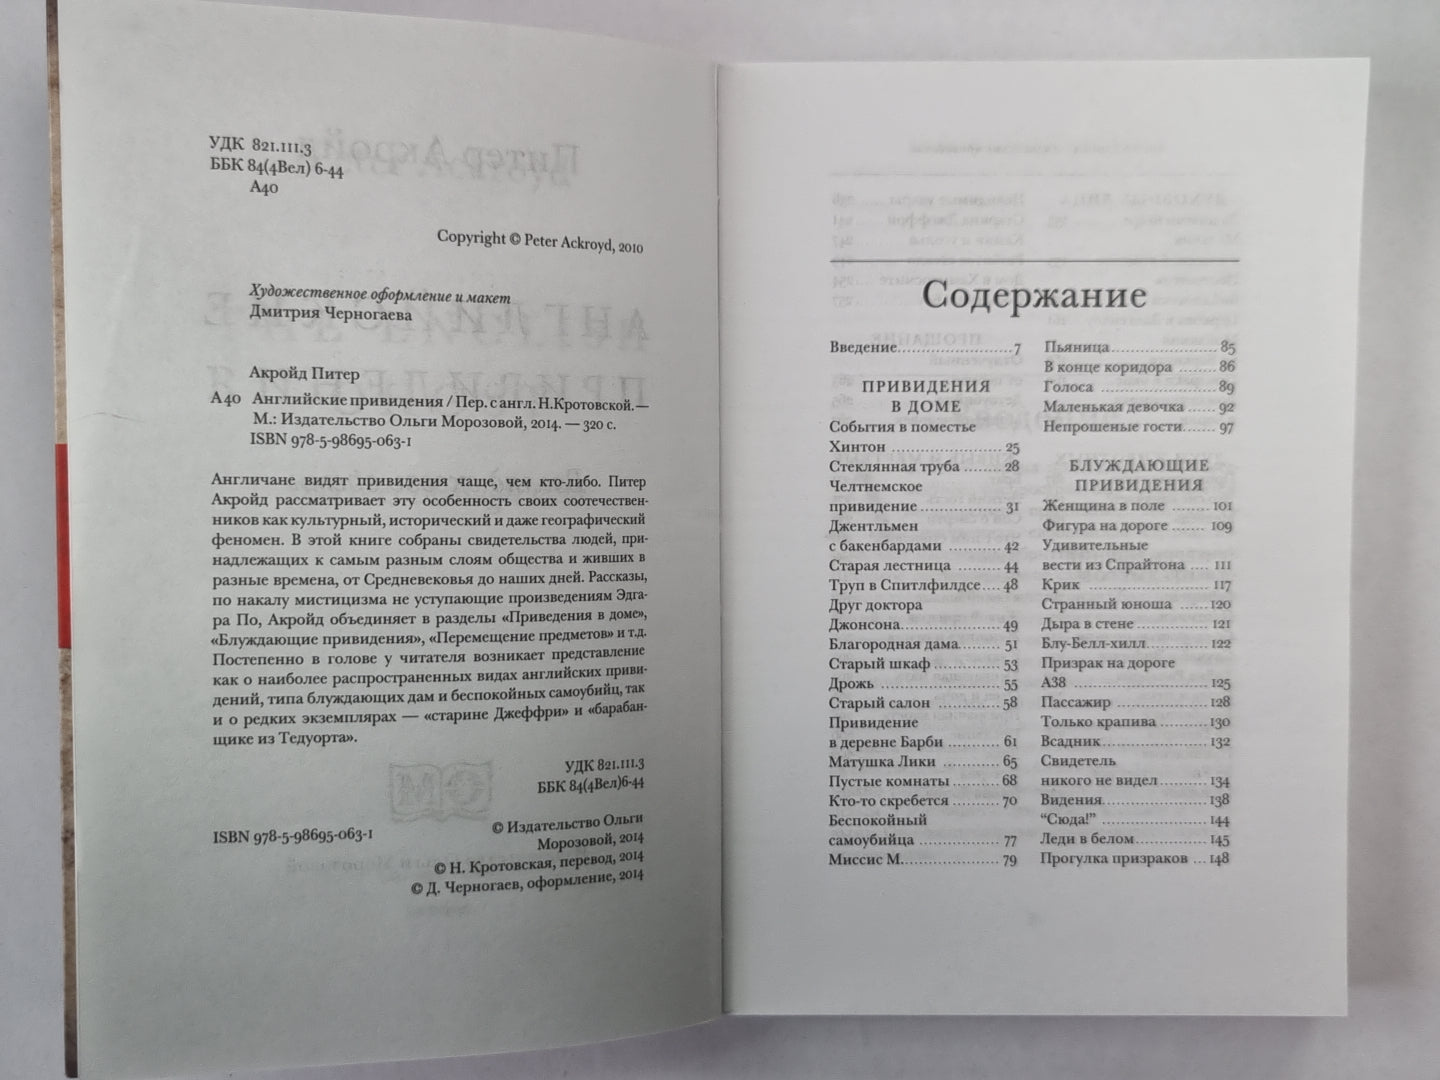 УДК 821.111.3
ББК 84(4Вел) 6-44
А40
Copyright © Peter Ackroyd, 2010
Художественное оформление и макет
Дмитрия Черногаева
Акройд Питер
А40 Английские привидения / Пер. с англ. Н.Кротовской. —
М.: Издательство Ольги Морозовой, 2014. — 320 с.
ISBN 978-5-98695-063-1
Англичане видят привидения чаще, чем кто-либо. Питер
Акройд рассматривает эту особенность своих соотечествен-
ников как культурный, исторический и даже географический
феномен. В этой книге собраны свидетельства людей, при-
надлежащих к самым разным слоям общества и живших в
разные времена, от Средневековья до наших дней. Рассказы,
по накалу мистицизма не уступающие произведениям Эдга-
ра По, Акройд объединяет в разделы «Приведения в доме»,
«Блуждающие привидения», «Перемещение предметов» и т.д.
Постепенно в голове у читателя возникает представление
как о наиболее распространенных видах английских приви-
дений, типа блуждающих дам и беспокойных самоубийц, так
и о редких экземплярах — «старине Джеффри» и «барабан-
щике из Тедуорта».
УДК 821.111.3
ББК 84(4Вел)6-44
ISBN 978-5-98695-063-1
© Издательство Ольги
Морозовой, 2014
© Н. Кротовская, перевод, 2014
© Д. Черногаев, оформление, 2014
Содержание
Введение.......................7
ПРИВИДЕНИЯ
В ДОМЕ
События в поместье
Хинтон ....................... 25
Стеклянная труба ........ 28
Челтнемское
привидение .................. 31
Джентльмен
с бакенбардами ........... 42
Старая лестница ......... 44
Труп в Спитлфилдсе.... 48
Друг доктора
Джонсона..................... 49
Благородная дама......... 51
Старый шкаф ............... 53
Дрожь ......................... 55
Старый салон .............. 58
Привидение
в деревне Барби ........... 61
Матушка Лики ............ 65
Пустые комнаты .......... 68
Кто-то скребется .......... 70
Беспокойный
самоубийца .................. 77
Миссис М..................... 79
Пьяница....................... 85
В конце коридора ........ 86
Голоса ......................... 89
Маленькая девочка ...... 92
Непрошеные гости....... 97
БЛУЖДАЮЩИЕ
ПРИВИДЕНИЯ
Женщина в поле ........ 101
Фигура на дороге ....... 109
Удивительные
вести из Спрайтона .... 111
Крик .......................... 117
Странный юноша ...... 120
Дыра в стене .............. 121
Блу-Белл-хилл............. 122
Призрак на дороге
А38 ............................ 125
Пассажир ................... 128
Только крапива .......... 130
Всадник...................... 132
Свидетель
никого не видел.......... 134
Видения...................... 138
“Сюда!” ..................... 144
Леди в белом.............. 145
Прогулка призраков ... 148